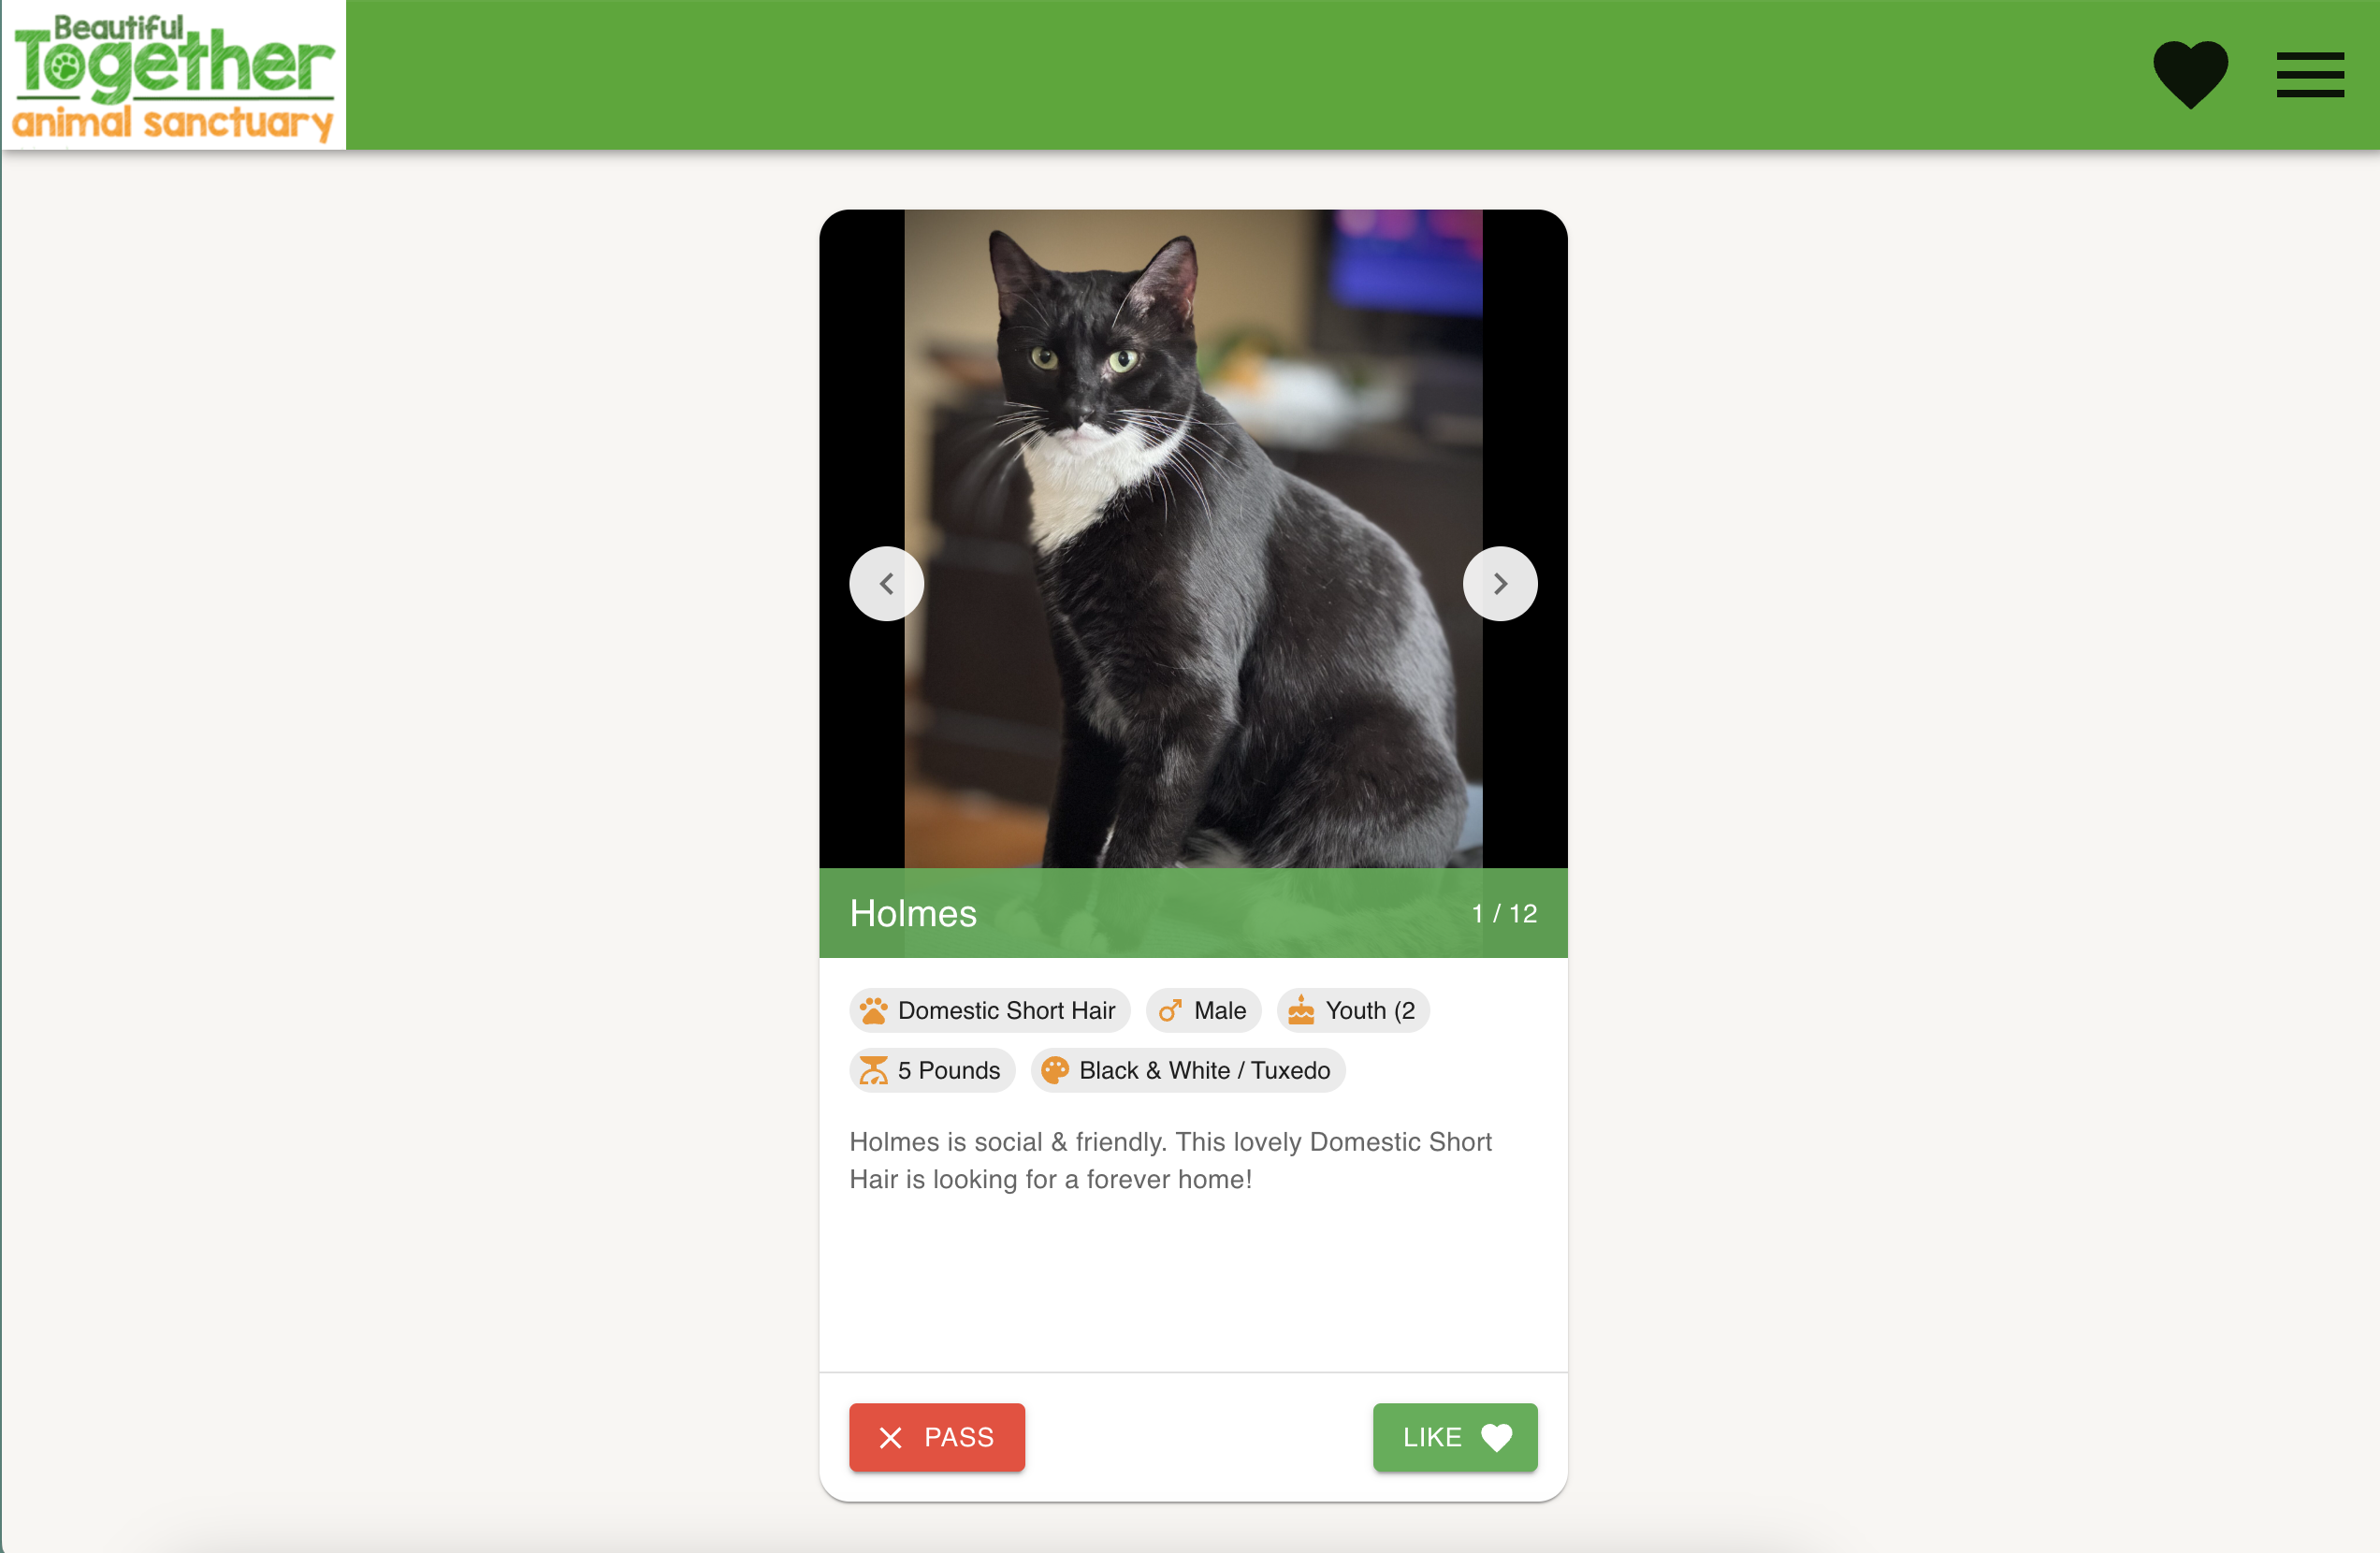 Beautiful
Together
animal sanctuary
Holmes
1 / 12
Domestic Short Hair
Male
Youth (2
5 Pounds
Black & White / Tuxedo
Holmes is social & friendly. This lovely Domestic Short
Hair is looking for a forever home!
PASS
LIKE